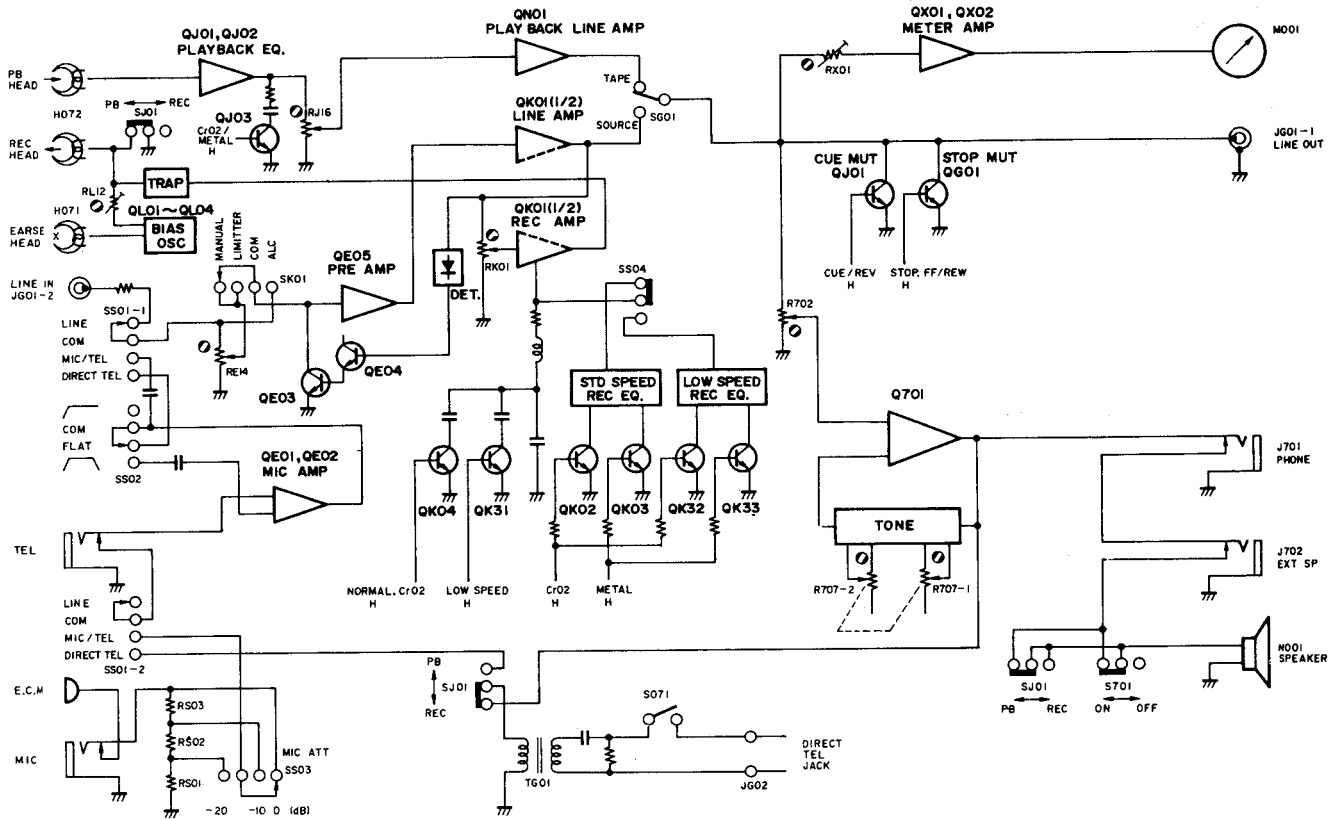 QJ01, QJ02
PLAYBACK EQ.
QN01
PLAYBACK LINE AMP
QX01, QX02
METER AMP
M001
PB
HEAD
H072
PB REC
SJ01
REC
HEAD
QJ03
CrO2/
METAL
H
RJ16
TAPE
SOURCE
SG01
QK01(1/2)
LINE AMP
RX01
JG01-1
LINE OUT
CUE MUT
QJ01
STOP MUT
QG01
CUE/REV
H
STOP, FF/REW
H
RL12
TRAP
QL01~QL04
BIAS
OSC
H071
EARSE
HEAD
MANUAL
LIMITTER
COM
ALC
SK01
QE05
PRE AMP
DET.
RK01
QK01(1/2)
REC AMP
SS04
R702
LINE IN
JG01-2
SS01-1
LINE
COM
MIC/TEL
DIRECT TEL
RE14
QE03
QE04
COM
FLAT
SS02
QE01, QE02
MIC AMP
STD SPEED
REC EQ.
LOW SPEED
REC EQ.
Q701
QK04
QK31
QK02
QK03
QK32
QK33
J701
PHONE
TONE
R707-2
R707-1
J702
EXT SP
TEL
NORMAL, CrO2
H
LOW SPEED
H
CrO2
H
METAL
H
LINE
COM
MIC/TEL
DIRECT TEL
SS01-2
PB
SJ01
REC
N001
SPEAKER
SJ01
PB REC
S701
ON OFF
E.C.M
MIC
RS03
RS02
RS01
MIC ATT
SS03
-20 -10 0 (dB)
TG01
S071
DIRECT
TEL
JACK
JG02